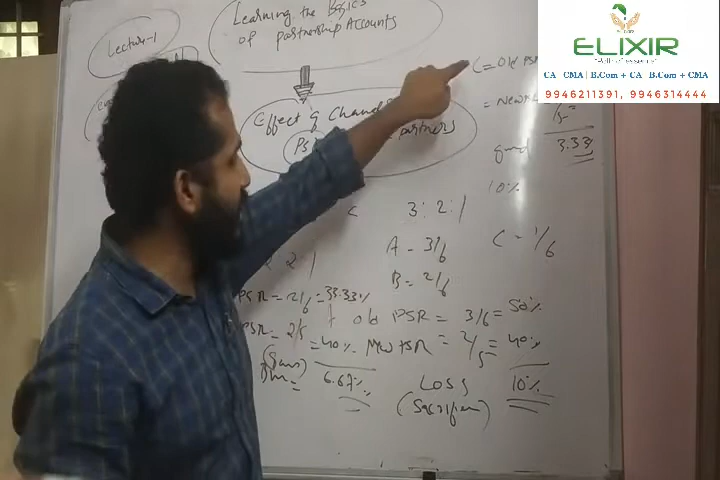 Lecture-1
Learning the Basics
of partnership Accounts
Effect of Change
PSR partners
C = Old PSR
= New
3.33
10%
C 3:2:1
A = 3/6 C = 1/6
2 1 B = 2/6
PSR = 2/6 = 33.33%
old PSR = 3/6 = 50%
PSR = 2/5 = 40% New PSR = 2/5 = 40%
(Gain)
6.67% Loss 10%
(Sacrifice)
ELIXIR
CA | CMA | B.Com + CA | B.Com + CMA
9946211391, 9946314444